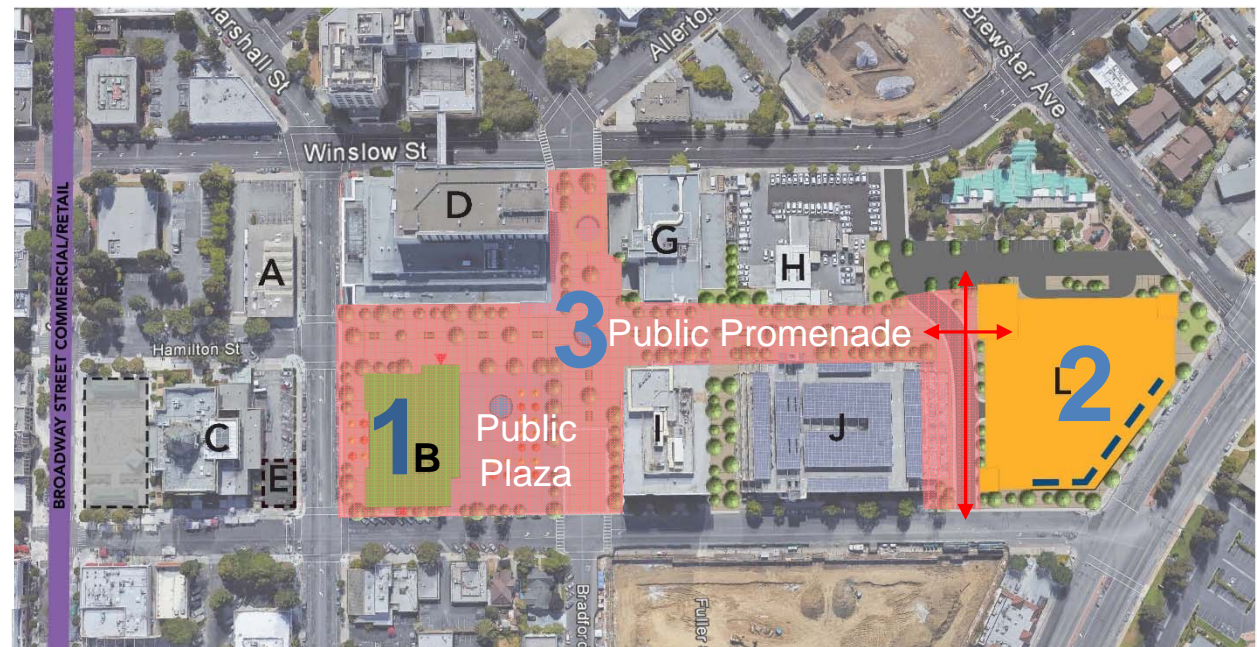 Marshall St
Allerton
Brewster Ave
Winslow St
BROADWAY STREET COMMERCIAL/RETAIL
D
A
G
H
3
Public Promenade
Hamilton St
L
2
1
B
Public
Plaza
C
I
J
E
Bradford
Fuller